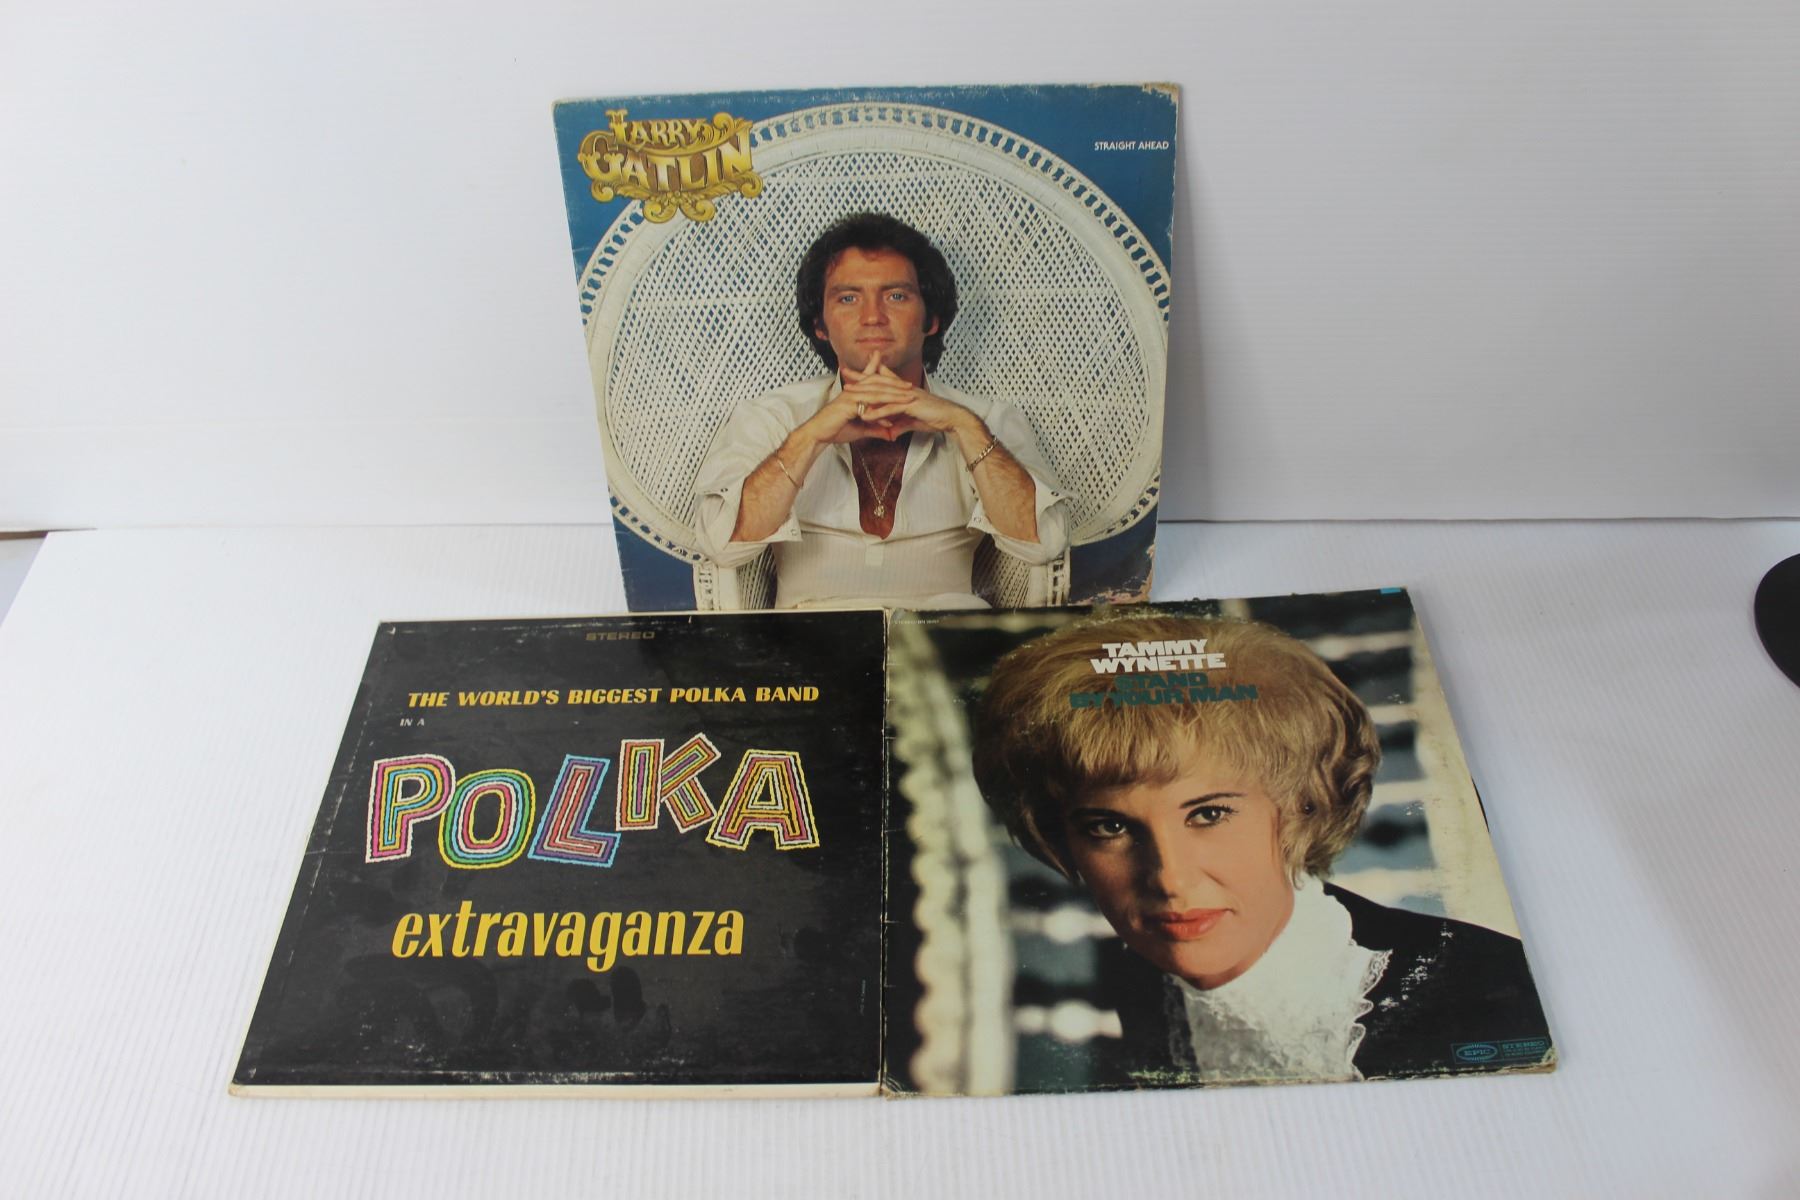 LARRY
GATLIN
STRAIGHT AHEAD
STEREO
THE WORLD'S BIGGEST POLKA BAND
IN A
POLKA
extravaganza
TAMMY
WYNETTE
STAND
BY YOUR MAN
EPIC
STEREO